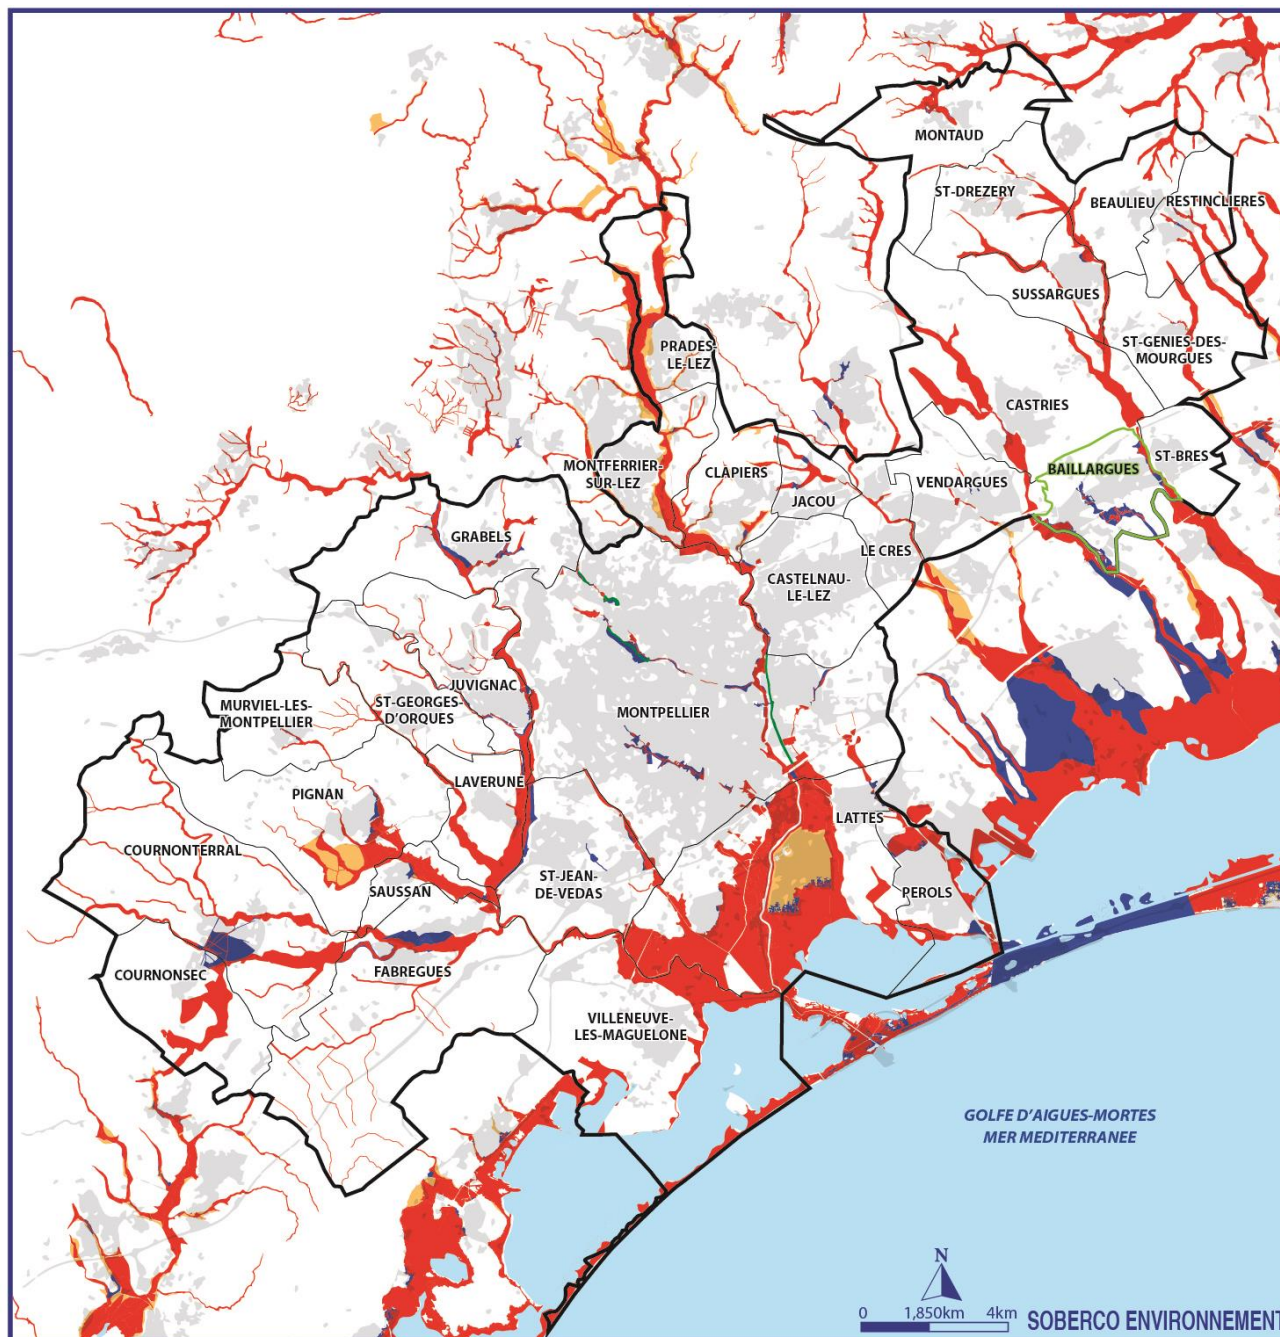 MONTAUD
ST-DREZERY
BEAULIEU
RESTINCLIERES
SUSSARGUES
ST-GENIES-DES-
MOURGUES
PRADES-
LE-LEZ
CASTRIES
MONTFERRIER-
SUR-LEZ
CLAPIERS
JACOU
VENDARGUES
BAILLARGUES
ST-BRES
GRABELS
LE CRES
CASTELNAU-
LE-LEZ
JUVIGNAC
MURVIEL-LES-
MONTPELLIER
ST-GEORGES-
D'ORQUES
MONTPELLIER
LAVERUNE
PIGNAN
LATTES
COURNONTERRAL
SAUSSAN
ST-JEAN-
DE-VEDAS
PEROLS
COURNONSEC
FABREGUES
VILLENEUVE-
LES-MAGUELONE
GOLFE D'AIGUES-MORTES
MER MEDITERRANEE
N
0 1,850km 4km
SOBERCO ENVIRONNEMENT